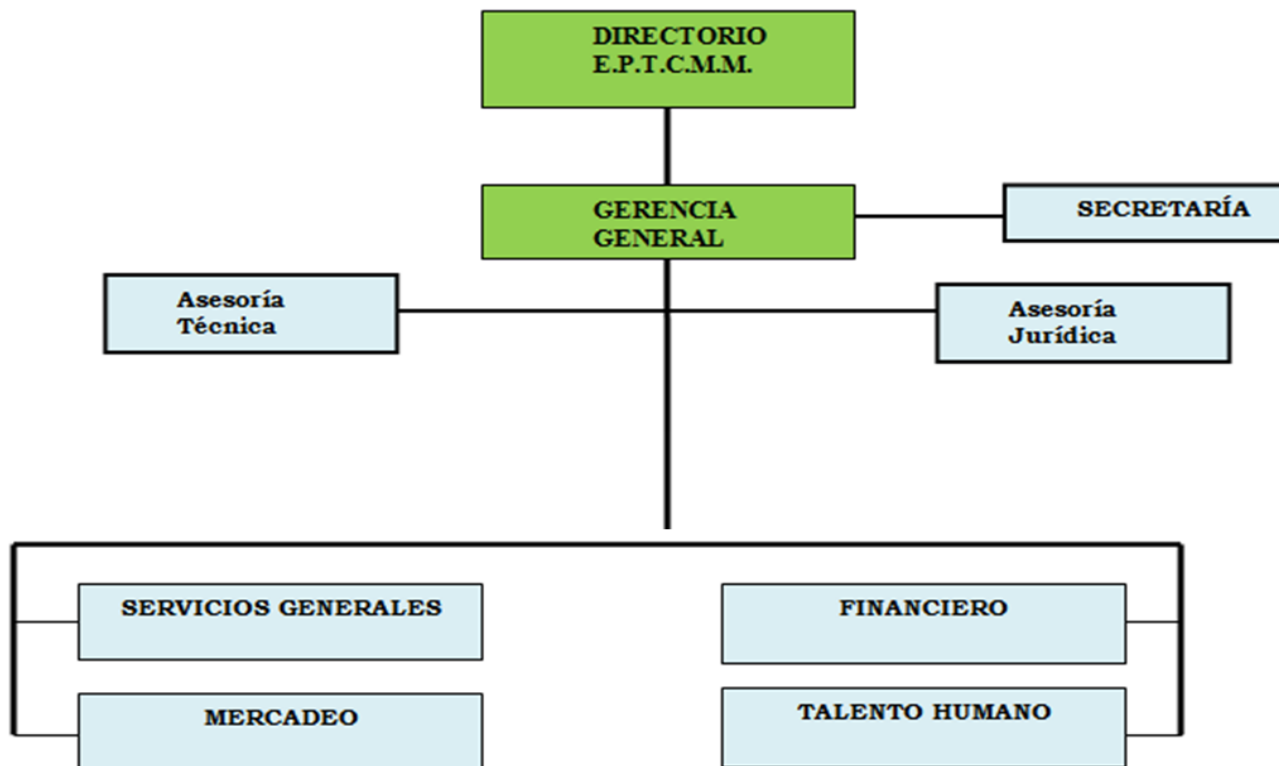 DIRECTORIO
E.P.T.C.M.M.
GERENCIA
GENERAL
SECRETARÍA
Asesoría
Técnica
Asesoría
Jurídica
SERVICIOS GENERALES
FINANCIERO
MERCADEO
TALENTO HUMANO